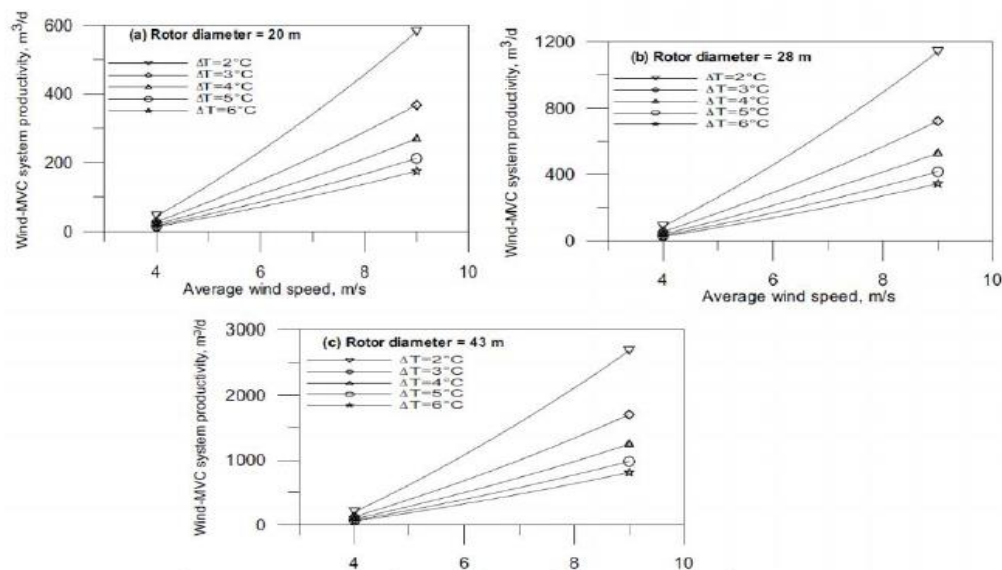 Wind-MVC system productivity, m³/d
600
400
200
0
(a) Rotor diameter = 20 m
ΔT=2°C
ΔT=3°C
ΔT=4°C
ΔT=5°C
ΔT=6°C
4 6 8 10
Average wind speed, m/s
Wind-MVC system productivity, m³/d
1200
800
400
0
(b) Rotor diameter = 28 m
ΔT=2°C
ΔT=3°C
ΔT=4°C
ΔT=5°C
ΔT=6°C
4 6 8 10
Average wind speed, m/s
Wind-MVC system productivity, m³/d
3000
2000
1000
0
(c) Rotor diameter = 43 m
ΔT=2°C
ΔT=3°C
ΔT=4°C
ΔT=5°C
ΔT=6°C
4 6 8 10